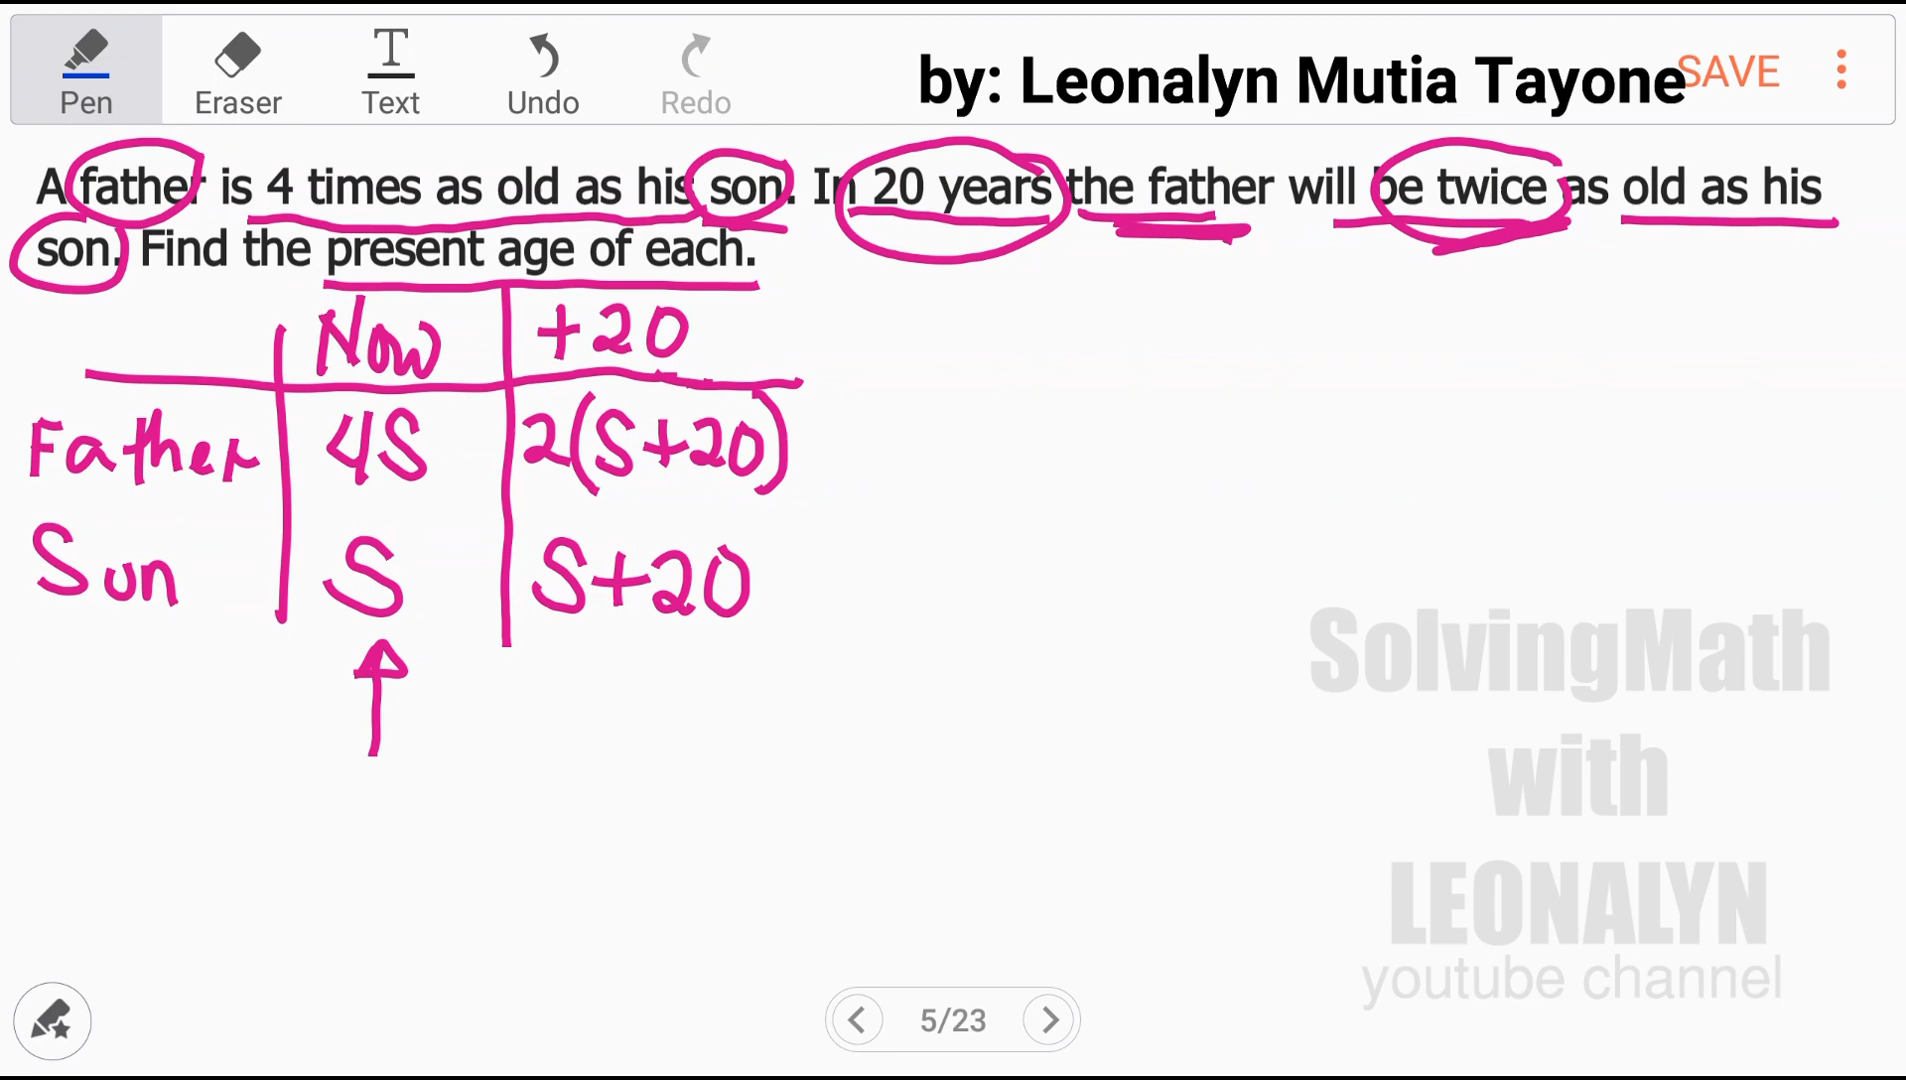 Pen Eraser Text Undo Redo by: Leonalyn Mutia Tayone SAVE
A father is 4 times as old as his son. In 20 years the father will be twice as old as his
son. Find the present age of each.
Now +20
Father 4S 2(S+20)
Son S S+20
SolvingMath
with
LEONALYN
youtube channel
5/23